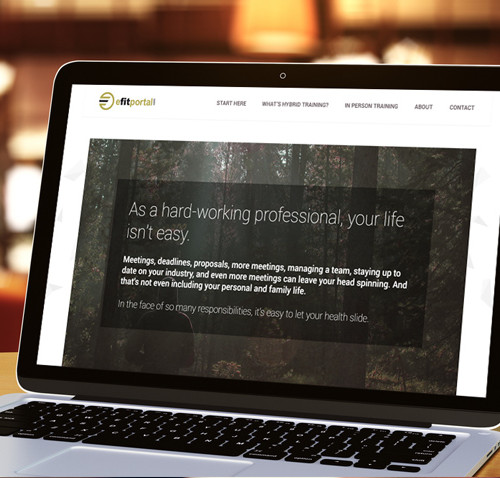 efitportal
START HERE WHAT'S HYBRID TRAINING? IN PERSON TRAINING ABOUT CONTACT
As a hard-working professional, your life
isn't easy.
Meetings, deadlines, proposals, more meetings, managing a team, staying up to
date on your industry, and even more meetings can leave your head spinning. And
that's not even including your personal and family life.
In the face of so many responsibilities, it's easy to let your health slide.